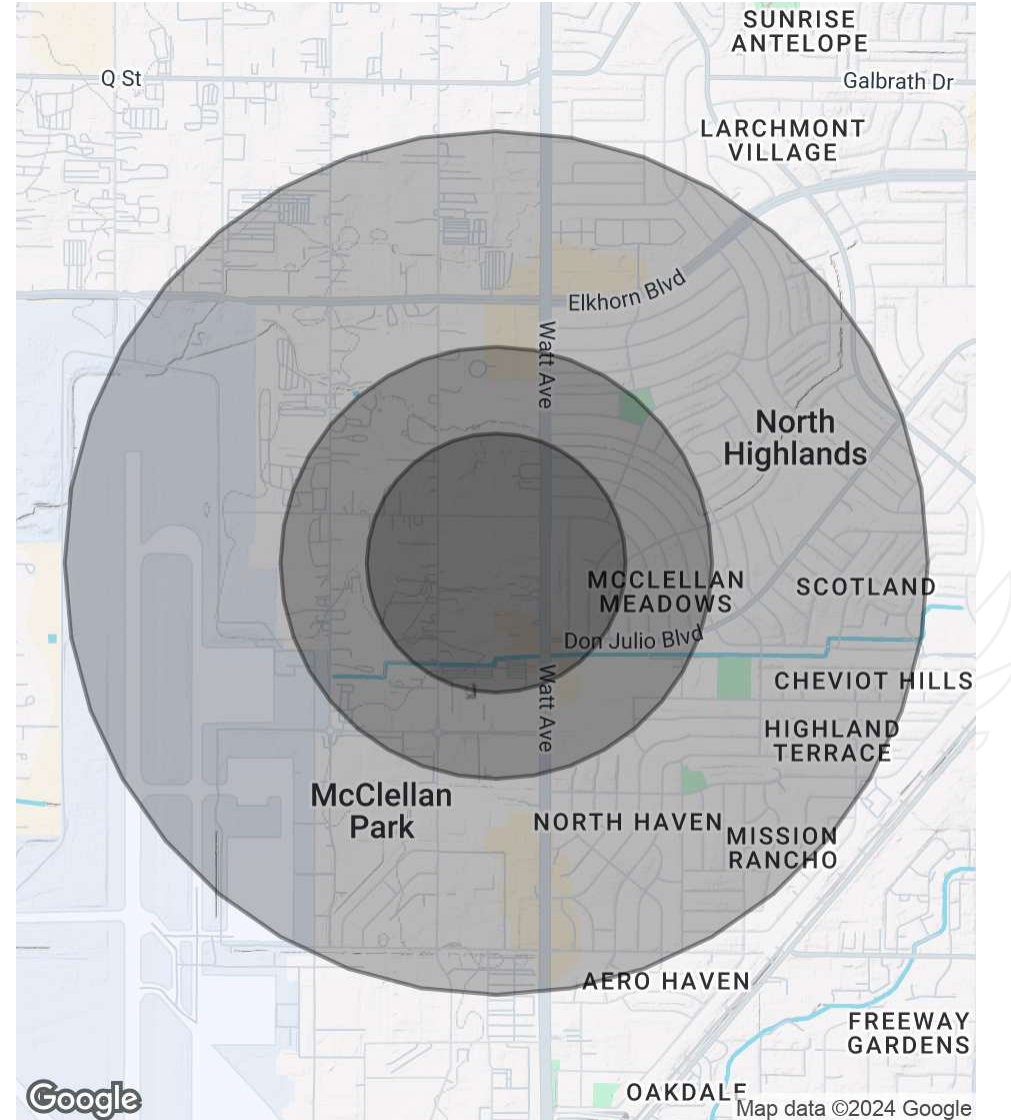 SUNRISE
ANTELOPE
Q St
Galbrath Dr
LARCHMONT
VILLAGE
Elkhorn Blvd
Watt Ave
North
Highlands
MCCLELLAN
MEADOWS
SCOTLAND
Don Julio Blvd
Watt Ave
CHEVIOT HILLS
HIGHLAND
TERRACE
McClellan
Park
NORTH HAVEN
MISSION
RANCHO
AERO HAVEN
FREEWAY
GARDENS
OAKDALE
Google
Map data ©2024 Google